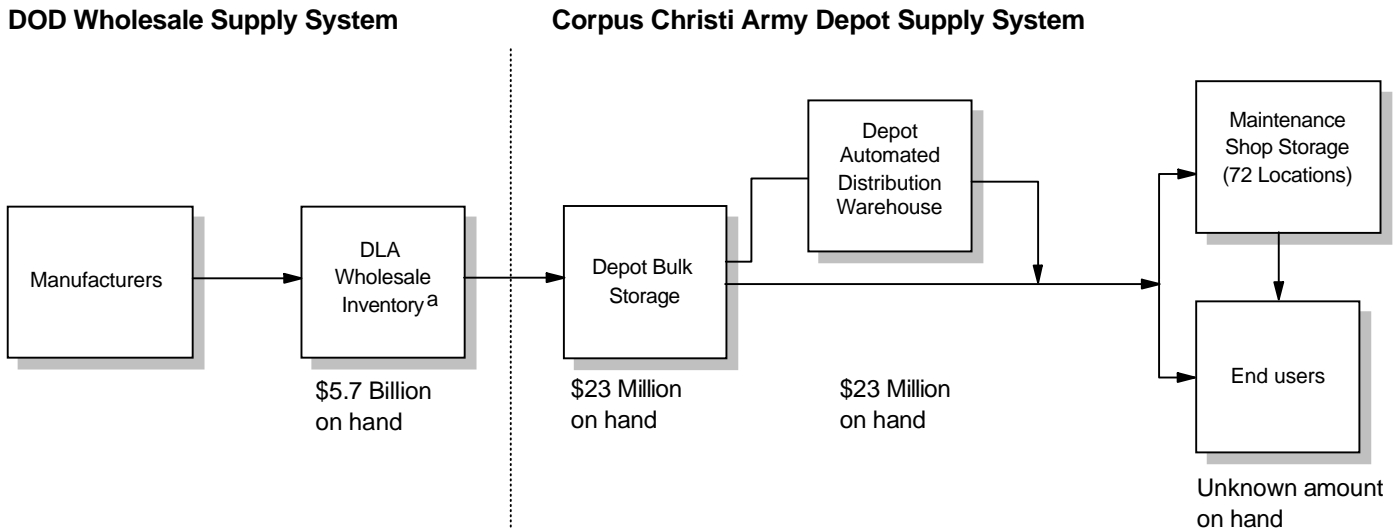 DOD Wholesale Supply System
Corpus Christi Army Depot Supply System
Manufacturers
DLA
Wholesale
Inventory a
$5.7 Billion
on hand
Depot Bulk
Storage
$23 Million
on hand
Depot
Automated
Distribution
Warehouse
$23 Million
on hand
Maintenance
Shop Storage
(72 Locations)
End users
Unknown amount
on hand